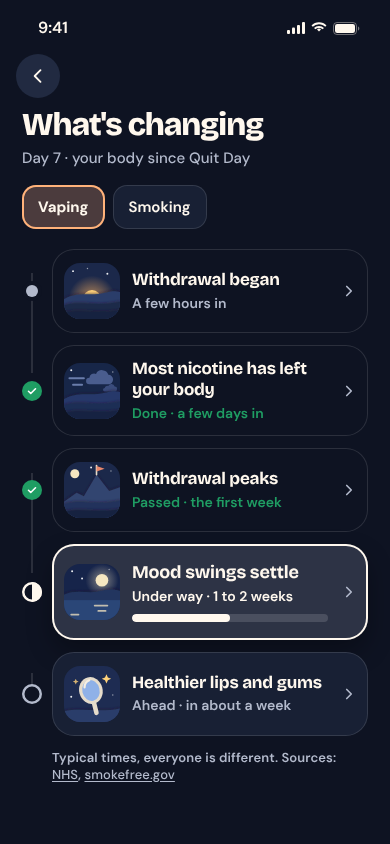 9:41
What's changing
Day 7 · your body since Quit Day
Vaping
Smoking
Withdrawal began
A few hours in
Most nicotine has left
your body
Done · a few days in
Withdrawal peaks
Passed · the first week
Mood swings settle
Under way · 1 to 2 weeks
Healthier lips and gums
Ahead · in about a week
Typical times, everyone is different. Sources:
NHS, smokefree.gov